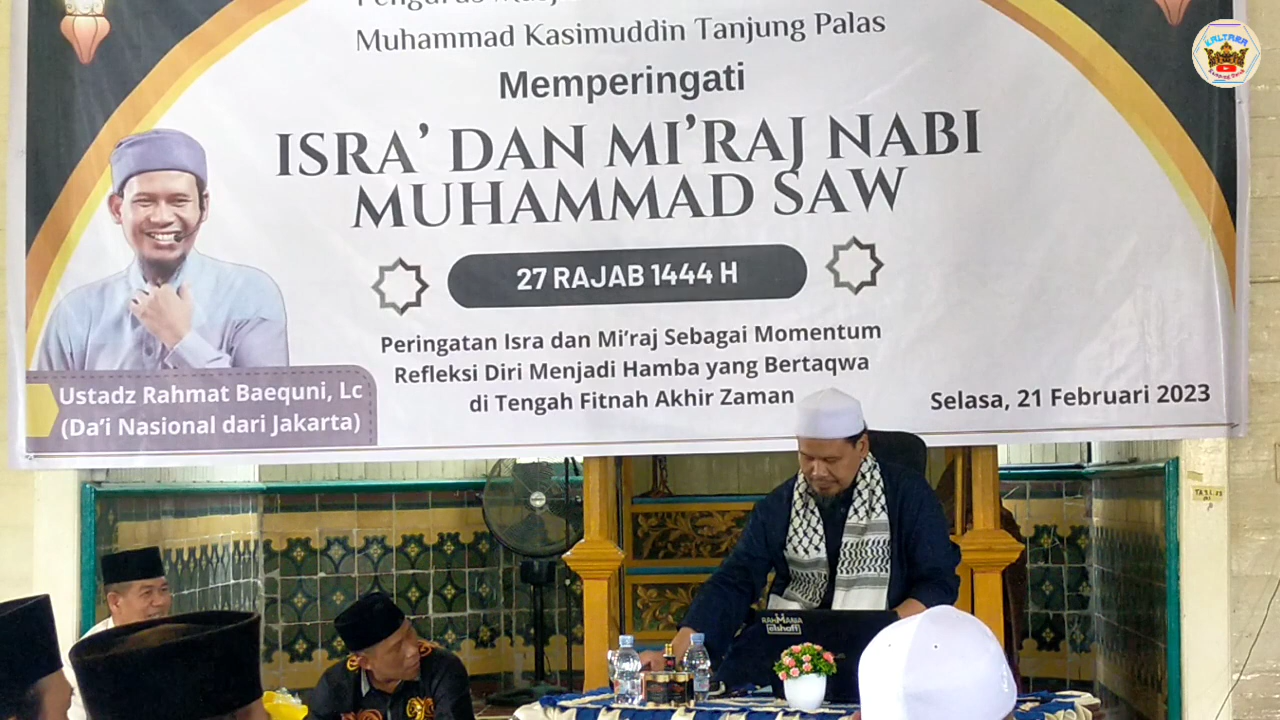 Muhammad Kasimuddin Tanjung Palas
Memperingati
ISRA' DAN MI'RAJ NABI
MUHAMMAD SAW
27 RAJAB 1444 H
Peringatan Isra dan Mi'raj Sebagai Momentum
Refleksi Diri Menjadi Hamba yang Bertaqwa
di Tengah Fitnah Akhir Zaman
Selasa, 21 Februari 2023
Ustadz Rahmat Baequni, Lc
(Da'i Nasional dari Jakarta)
KALTARA
RAHMANIA